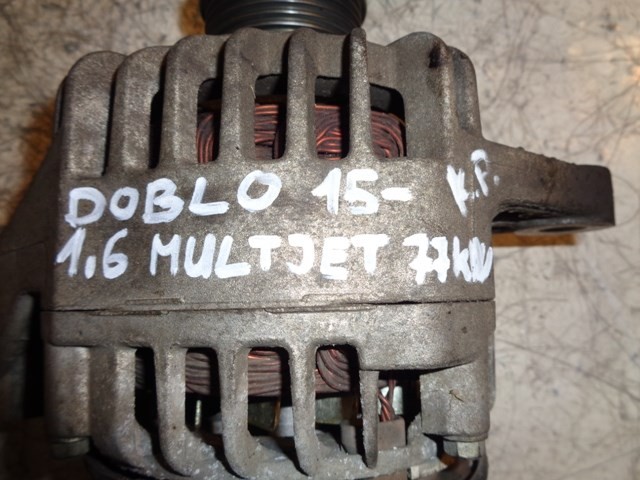 DOBLO 15- K.P.
1,6 MULTJET 77KW